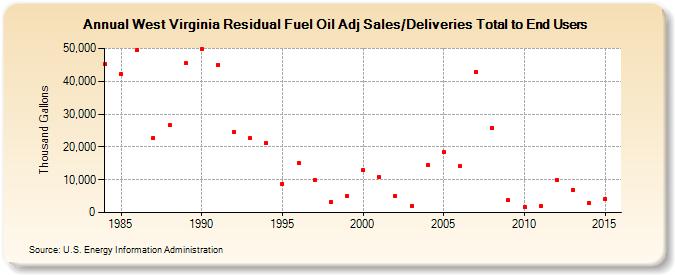 Annual West Virginia Residual Fuel Oil Adj Sales/Deliveries Total to End Users
Thousand Gallons
50,000
40,000
30,000
20,000
10,000
0
1985 1990 1995 2000 2005 2010 2015
Source: U.S. Energy Information Administration